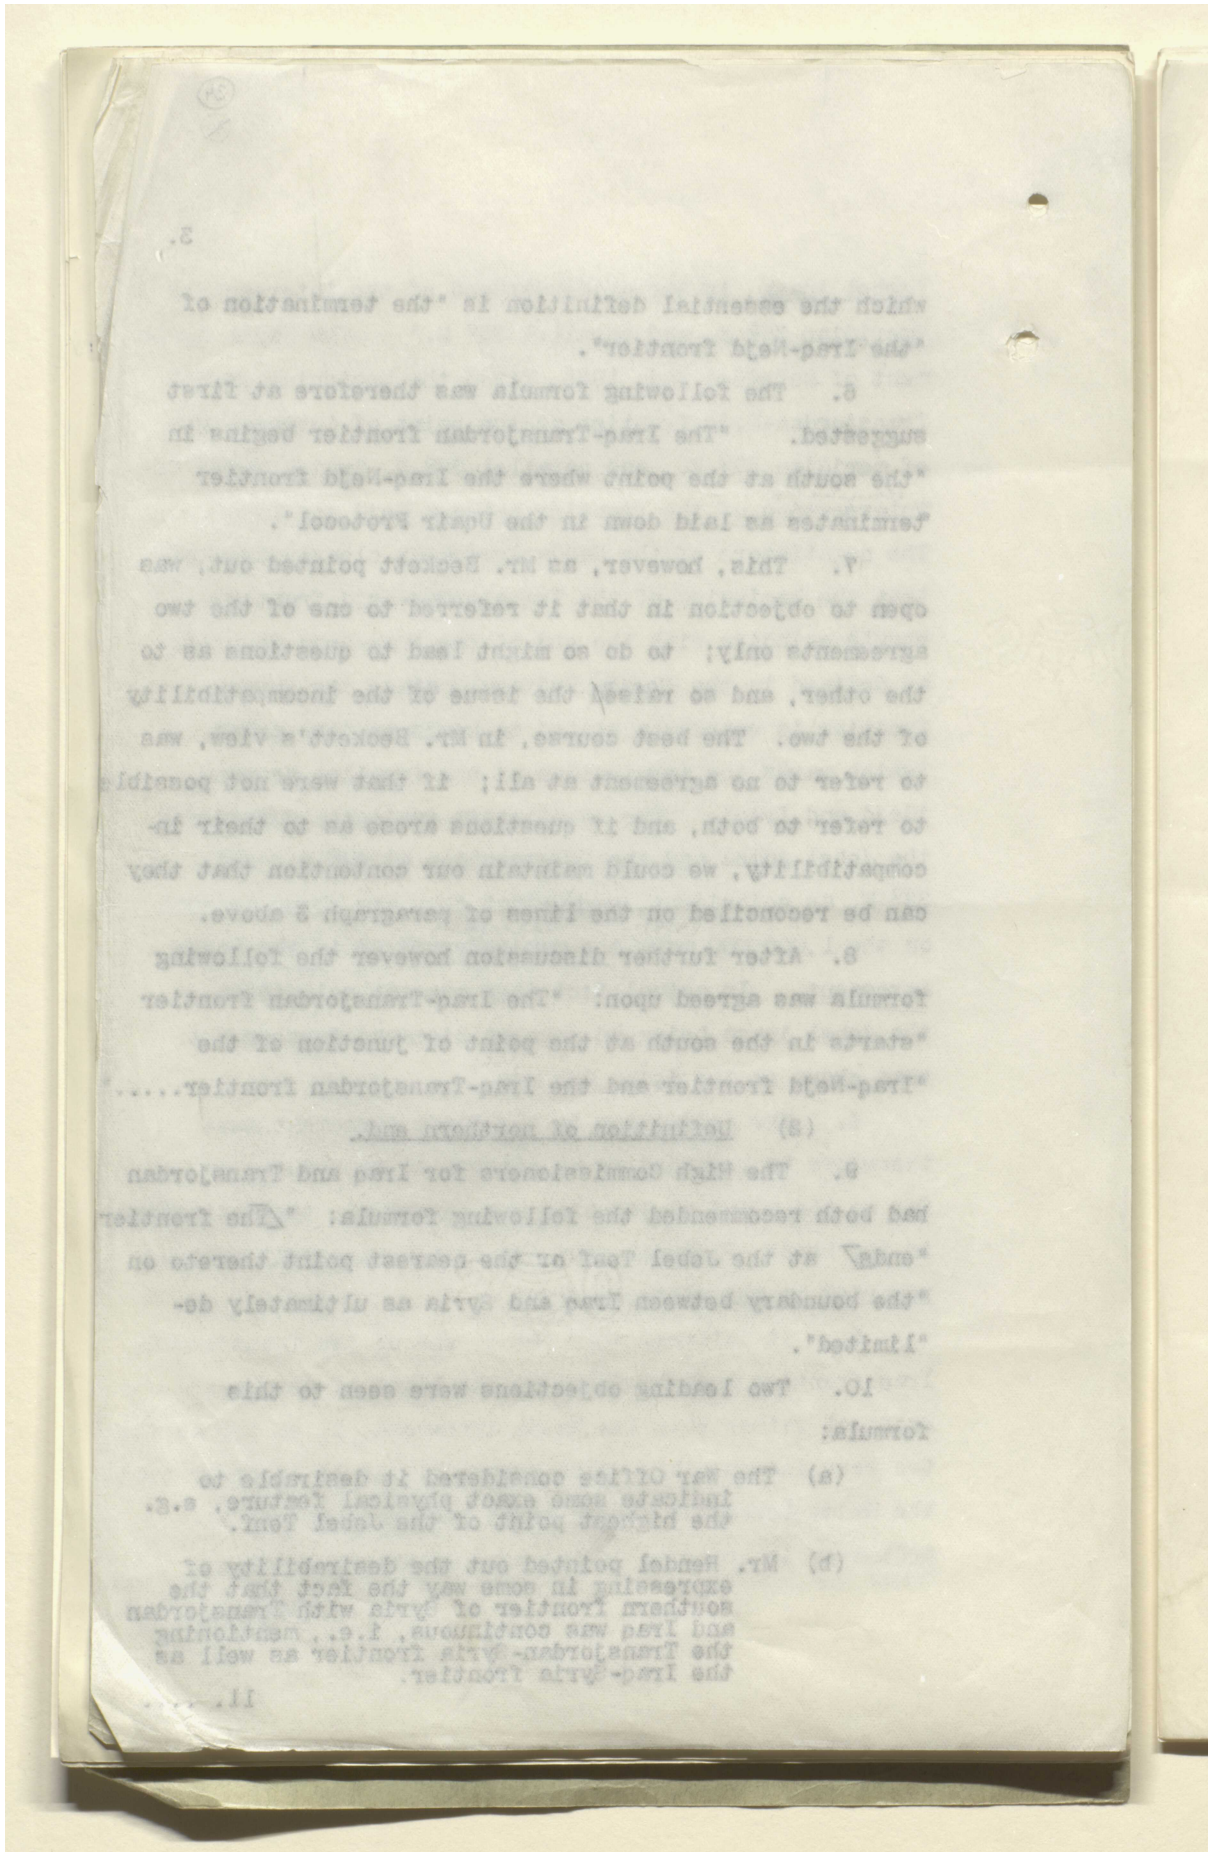 34
3.
which the essential definition is "the termination of
"the Iraq-Nejd frontier".
6. The following formula was therefore at first
suggested. "The Iraq-Transjordan frontier begins in
"the south at the point where the Iraq-Nejd frontier
"terminates as laid down in the Uqair Protocol".
7. This, however, as Mr. Beckett pointed out, was
open to objection in that it referred to one of the two
agreements only; to do so might lead to questions as to
the other, and so raise/ the issue of the incompatibility
of the two. The best course, in Mr. Beckett's view, was
to refer to no agreement at all; if that were not possible
to refer to both, and if questions arose as to their in-
compatibility, we could maintain our contention that they
can be reconciled on the lines of paragraph 3 above.
8. After further discussion however the following
formula was agreed upon: "The Iraq-Transjordan frontier
"starts in the south at the point of junction of the
"Iraq-Nejd frontier and the Iraq-Transjordan frontier....."
(2) Definition of northern end.
9. The High Commissioners for Iraq and Transjordan
had both recommended the following formula: "[The frontier
"ends] at the Jebel Tenf or the nearest point thereto on
"the boundary between Iraq and Syria as ultimately de-
"limited".
10. Two leading objections were seen to this
formula:
(a) The War Office considered it desirable to
indicate some exact physical feature, e.g.
the highest point of the Jebel Tenf.
(b) Mr. Rendel pointed out the desirability of
expressing in some way the fact that the
southern frontier of Syria with Transjordan
and Iraq was continuous, i.e., mentioning
the Transjordan-Syria frontier as well as
the Iraq-Syria frontier.
11. ....